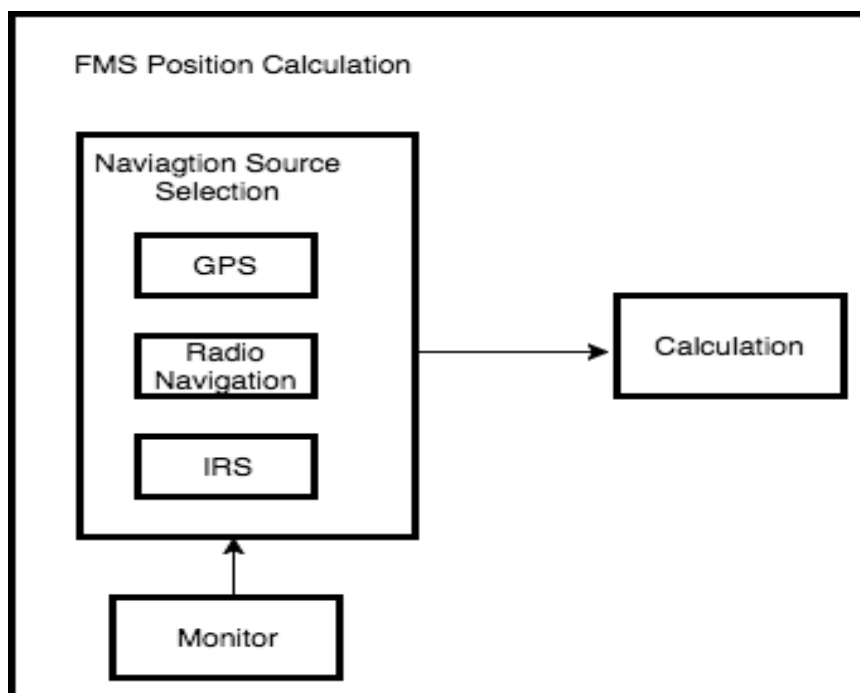 FMS Position Calculation
Naviagtion Source
Selection
GPS
Radio
Navigation
IRS
Calculation
Monitor